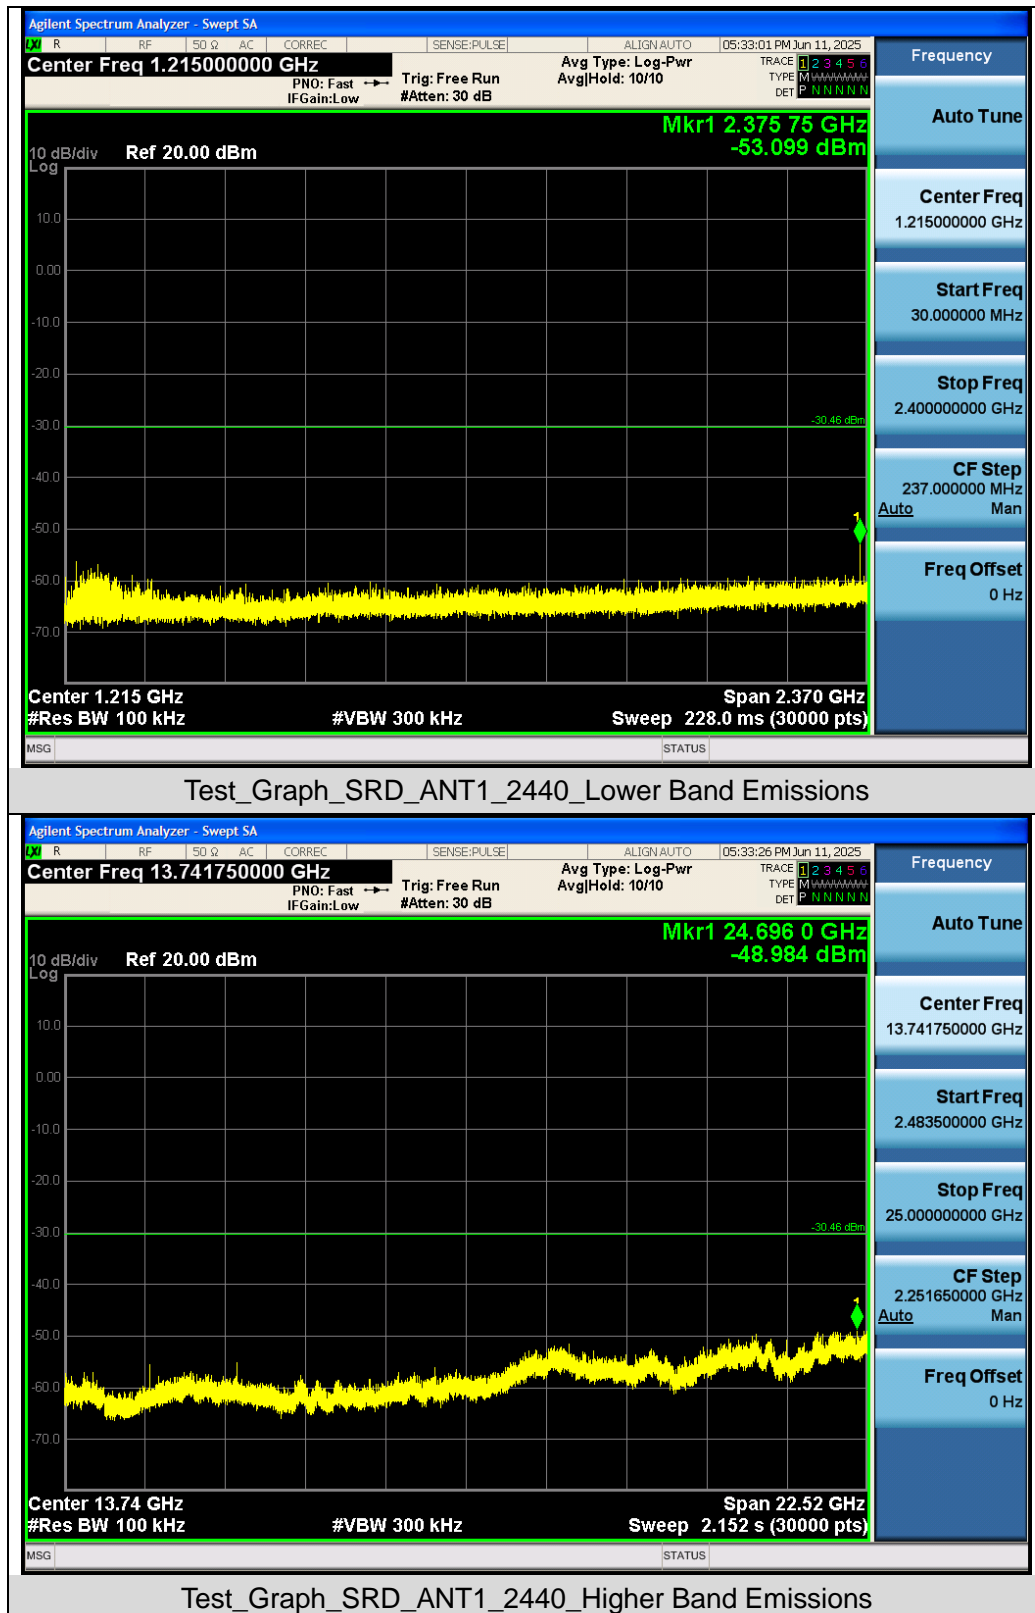 Agilent Spectrum Analyzer - Swept SA
LXI R RF 50 Ω AC CORREC SENSE:PULSE ALIGN AUTO 05:33:01 PM Jun 11, 2025
Center Freq 1.215000000 GHz
PNO: Fast
IFGain:Low
Trig: Free Run
#Atten: 30 dB
Avg Type: Log-Pwr
Avg|Hold: 10/10
TRACE 1 2 3 4 5 6
TYPE M
DET P N N N N N
Mkr1 2.375 75 GHz
-53.099 dBm
10 dB/div Ref 20.00 dBm
Log
10.0
0.00
-10.0
-20.0
-30.0
-30.46 dBm
-40.0
-50.0
1
-60.0
-70.0
Center 1.215 GHz Span 2.370 GHz
#Res BW 100 kHz #VBW 300 kHz Sweep 228.0 ms (30000 pts)
MSG STATUS
Frequency
Auto Tune
Center Freq
1.215000000 GHz
Start Freq
30.000000 MHz
Stop Freq
2.400000000 GHz
CF Step
237.000000 MHz
Auto Man
Freq Offset
0 Hz
Test_Graph_SRD_ANT1_2440_Lower Band Emissions
Agilent Spectrum Analyzer - Swept SA
LXI R RF 50 Ω AC CORREC SENSE:PULSE ALIGN AUTO 05:33:26 PM Jun 11, 2025
Center Freq 13.741750000 GHz
PNO: Fast
IFGain:Low
Trig: Free Run
#Atten: 30 dB
Avg Type: Log-Pwr
Avg|Hold: 10/10
TRACE 1 2 3 4 5 6
TYPE M
DET P N N N N N
Mkr1 24.696 0 GHz
-48.984 dBm
10 dB/div Ref 20.00 dBm
Log
10.0
0.00
-10.0
-20.0
-30.0
-30.46 dBm
-40.0
1
-50.0
-60.0
-70.0
Center 13.74 GHz Span 22.52 GHz
#Res BW 100 kHz #VBW 300 kHz Sweep 2.152 s (30000 pts)
MSG STATUS
Frequency
Auto Tune
Center Freq
13.741750000 GHz
Start Freq
2.483500000 GHz
Stop Freq
25.000000000 GHz
CF Step
2.251650000 GHz
Auto Man
Freq Offset
0 Hz
Test_Graph_SRD_ANT1_2440_Higher Band Emissions